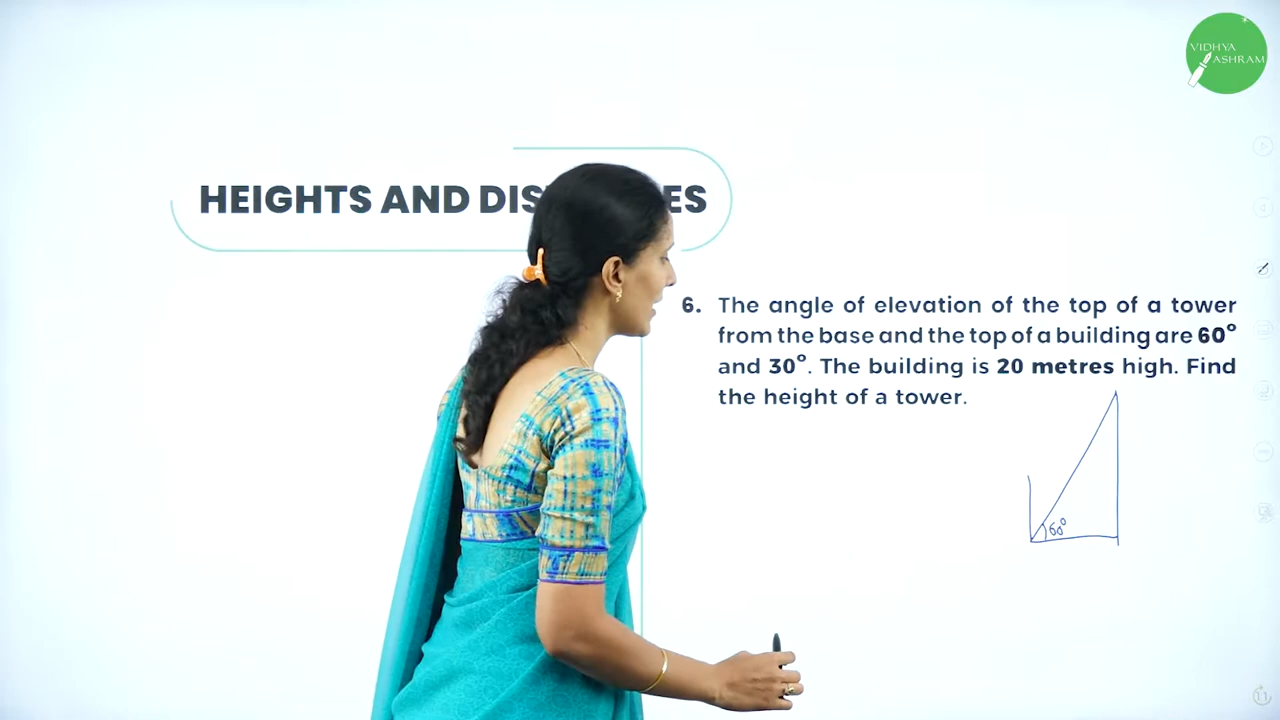 VIDHYA
ASHRAM
HEIGHTS AND DIS ES
6. The angle of elevation of the top of a tower
from the base and the top of a building are 60°
and 30°. The building is 20 metres high. Find
the height of a tower.
60°
11